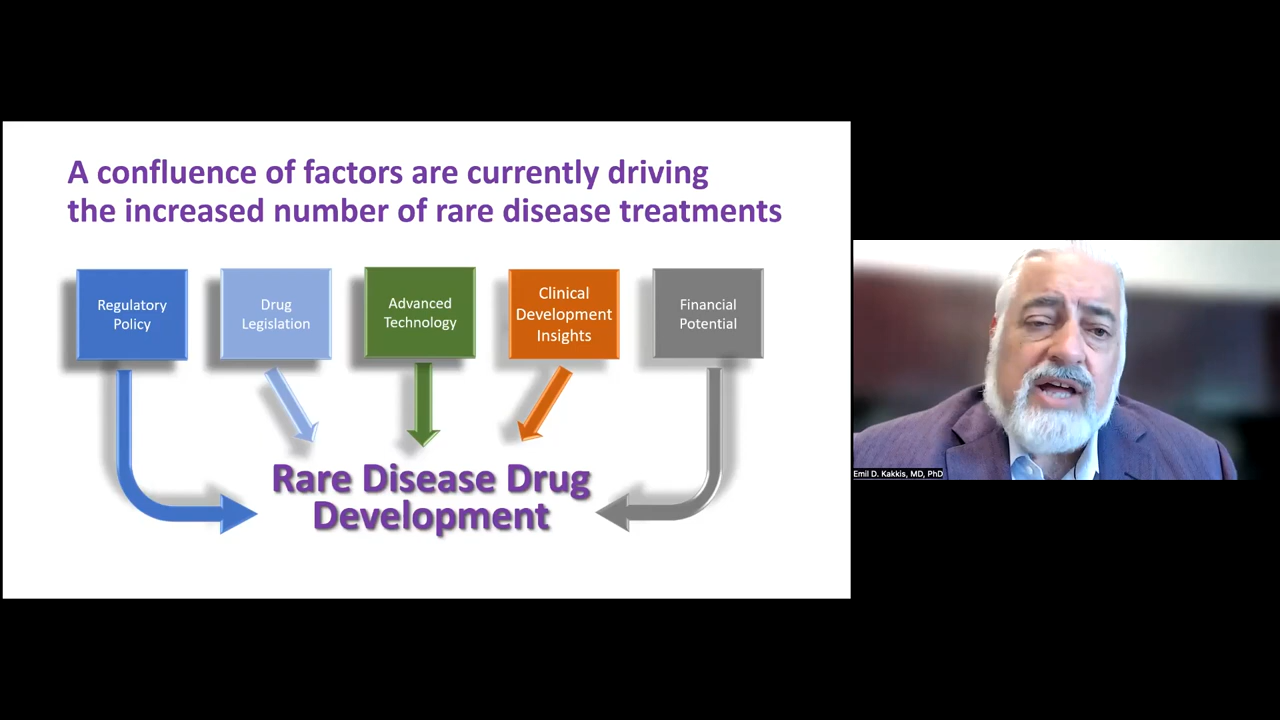 A confluence of factors are currently driving
the increased number of rare disease treatments
Regulatory
Policy
Drug
Legislation
Advanced
Technology
Clinical
Development
Insights
Financial
Potential
Rare Disease Drug
Development
Emil D. Kakkis, MD, PhD